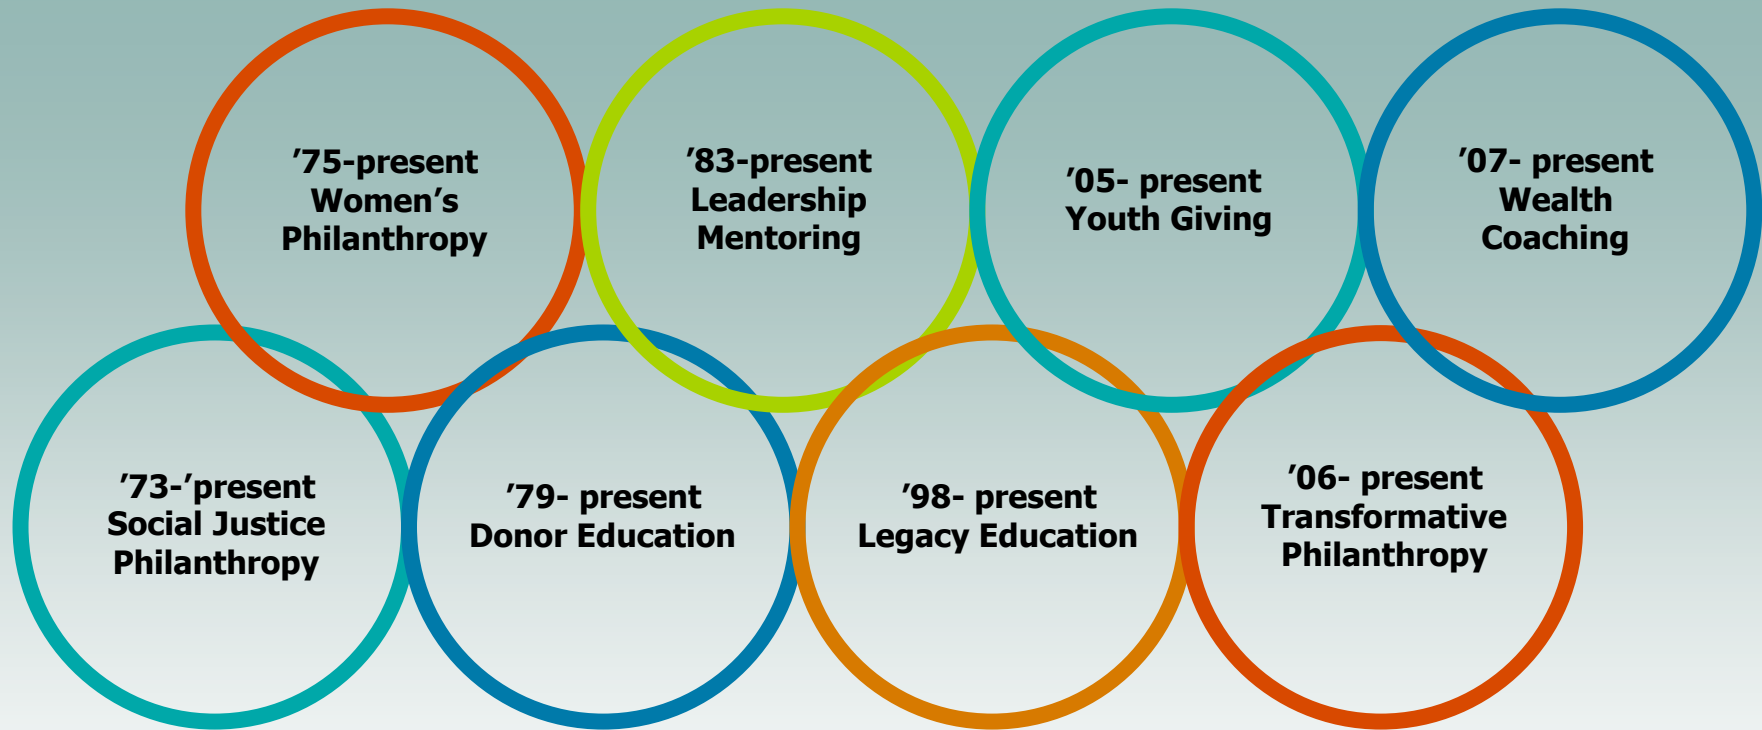 ’75-present
Women’s
Philanthropy
’83-present
Leadership
Mentoring
’05- present
Youth Giving
’07- present
Wealth
Coaching
’73-’present
Social Justice
Philanthropy
’79- present
Donor Education
’98- present
Legacy Education
’06- present
Transformative
Philanthropy